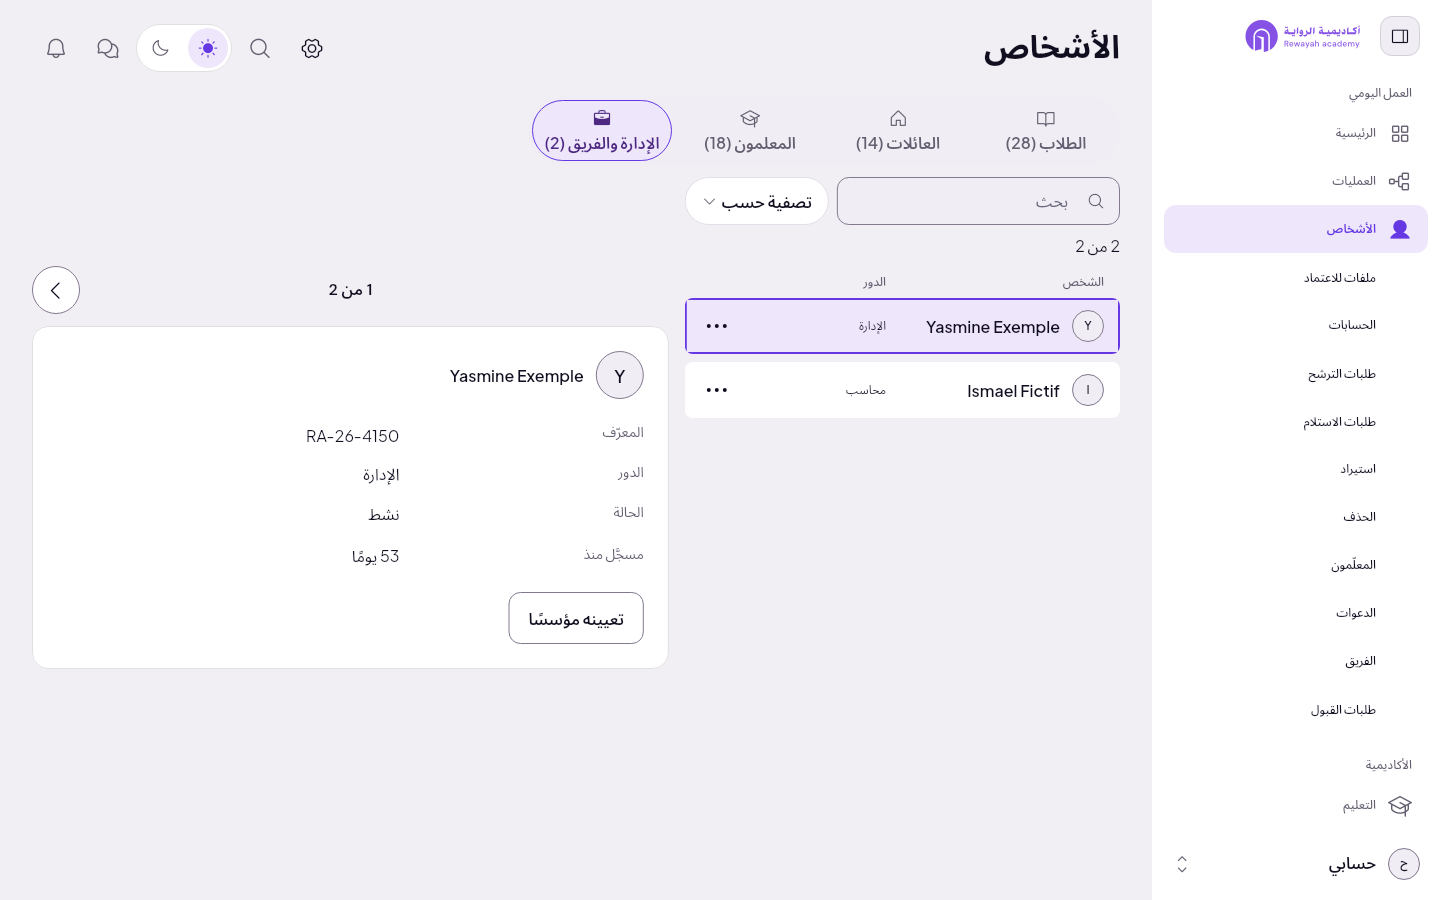 أكاديمية الرواية
Rewayah academy
العمل اليومي
الرئيسية
العمليات
الأشخاص
ملفات للاعتماد
الحسابات
طلبات الترشح
طلبات الاستلام
استيراد
الحذف
المعلّمون
الدعوات
الفريق
طلبات القبول
الأكاديمية
التعليم
ح
حسابي
الأشخاص
الطلاب (28)
العائلات (14)
المعلمون (18)
الإدارة والفريق (2)
بحث
تصفية حسب
2 من 2
الشخص
الدور
Y
Yasmine Exemple
الإدارة
I
Ismael Fictif
محاسب
1 من 2
Y
Yasmine Exemple
المعرّف
RA-26-4150
الدور
الإدارة
الحالة
نشط
مسجَّل منذ
53 يومًا
تعيينه مؤسسًا